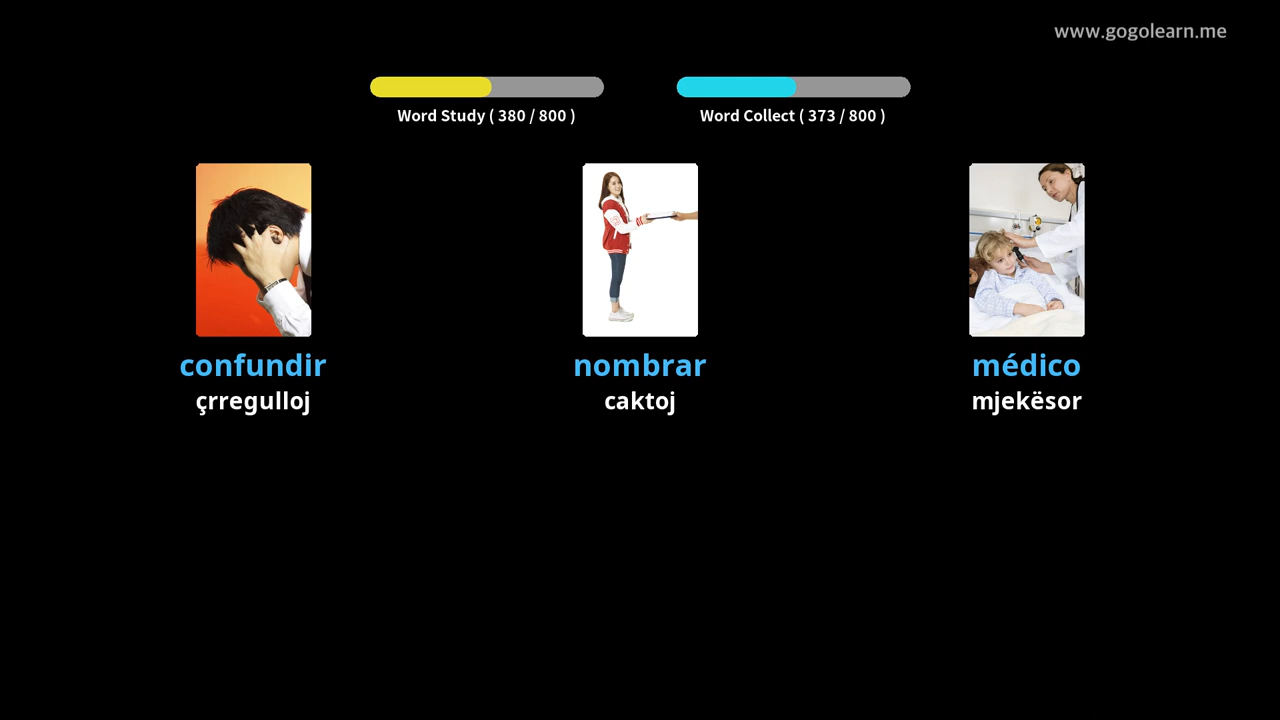 www.gogolearn.me
Word Study ( 380 / 800 )
Word Collect ( 373 / 800 )
confundir
çrregulloj
nombrar
caktoj
médico
mjekësor